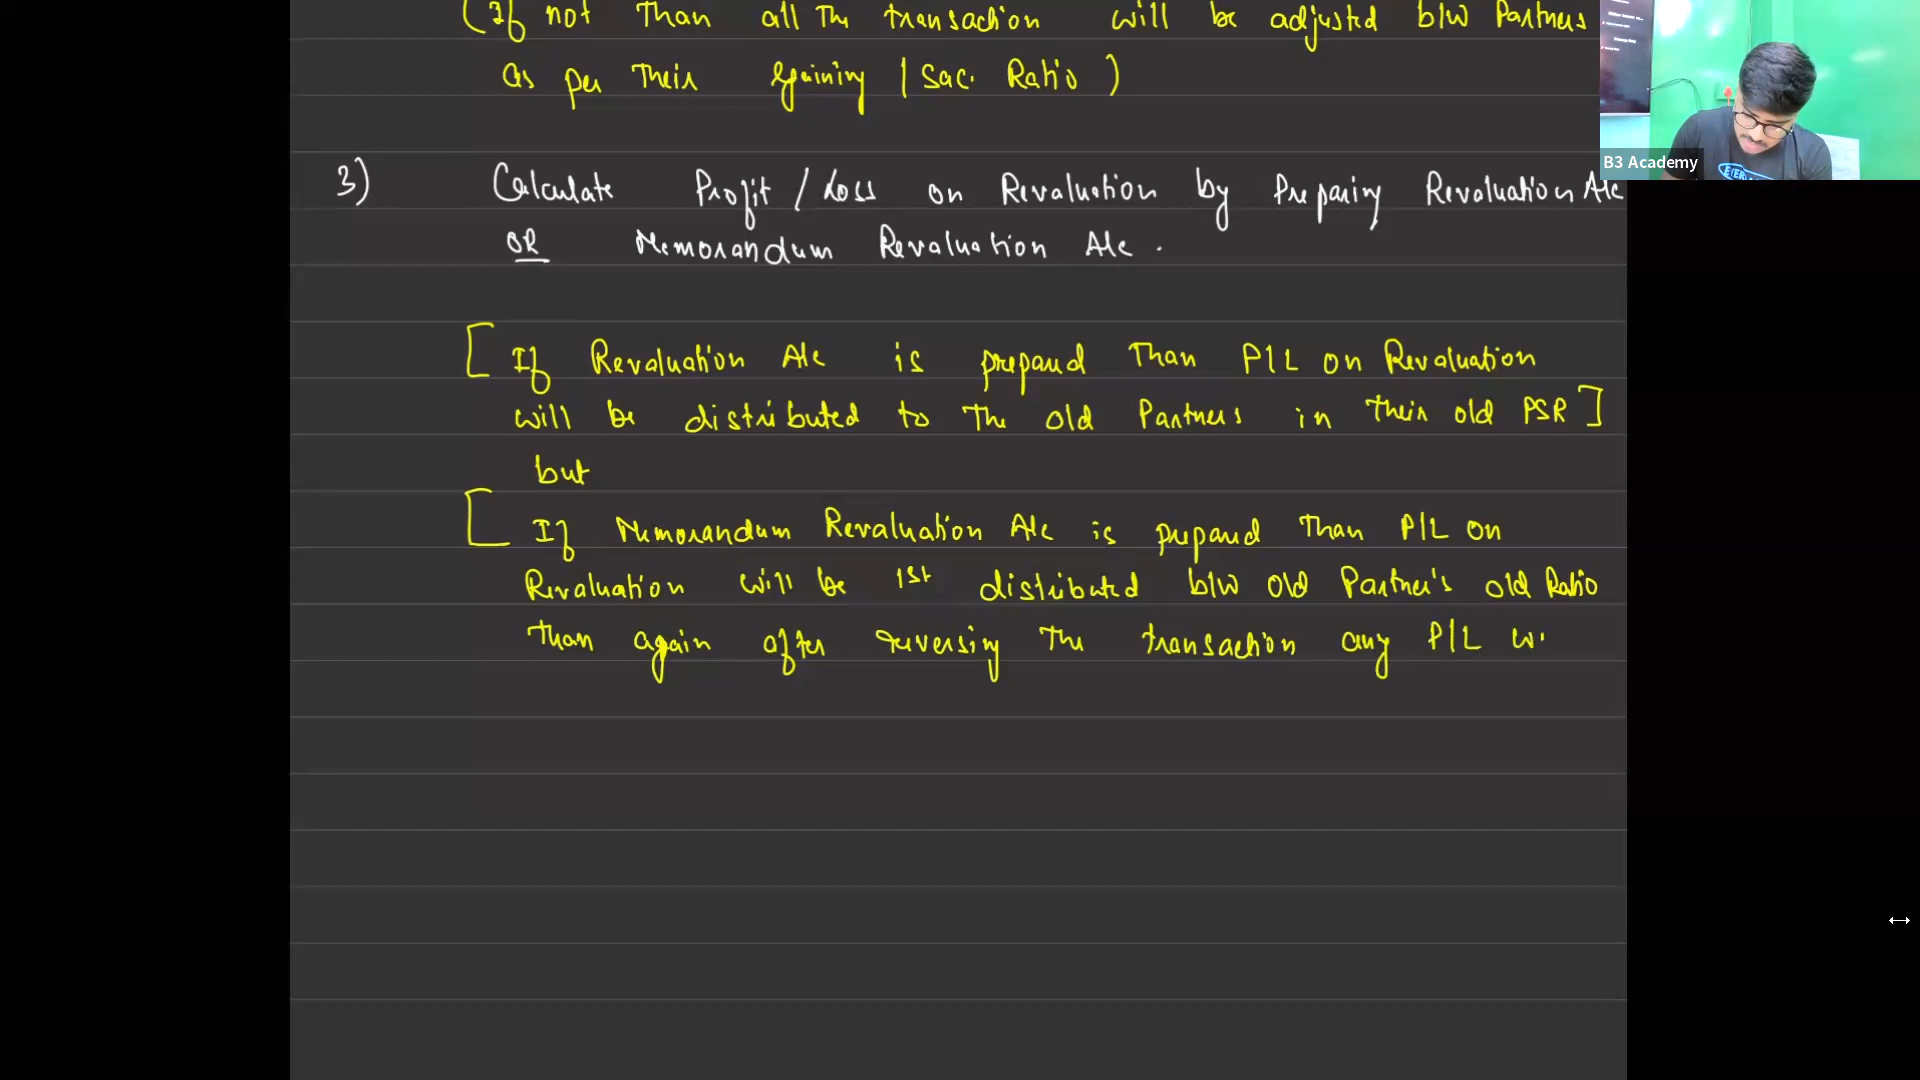 (If not Than all The transaction will be adjusted b/w Partners
as per Their gaining / Sac. Ratio )
B3 Academy
3) Calculate Profit / Loss on Revaluation by Preparing Revaluation A/c
OR Memorandum Revaluation A/c .
[ If Revaluation A/c is prepared Than P/L on Revaluation
will be distributed to The old Partners in Their old PSR ]
but
[ If Memorandum Revaluation A/c is prepared Than P/L on
Revaluation will be 1st distributed b/w old Partner's old Ratio
Than again after reversing The transaction any P/L wi